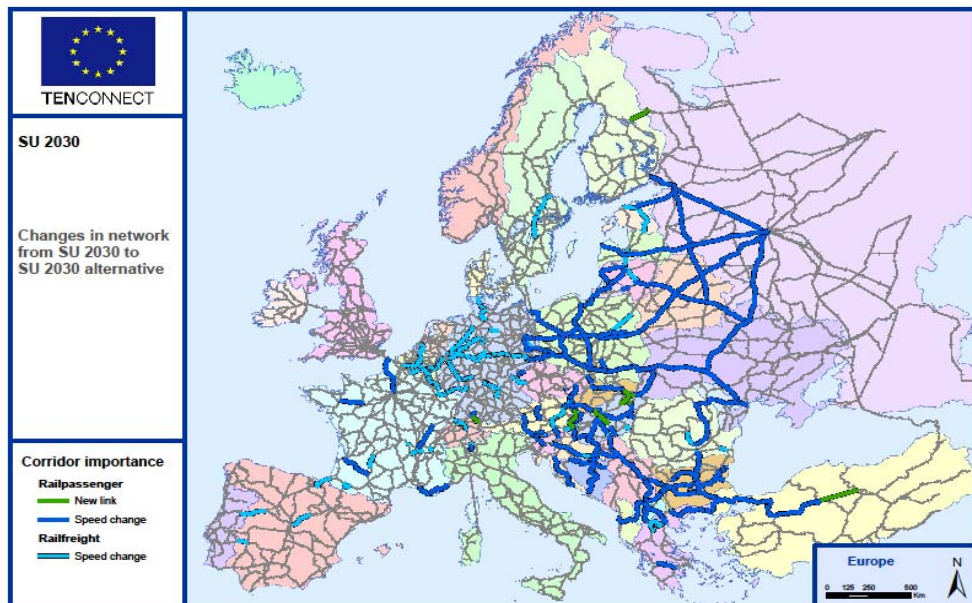 TENCONNECT
SU 2030
Changes in network
from SU 2030 to
SU 2030 alternative
Corridor importance
Railpassenger
New link
Speed change
Railfreight
Speed change
Europe
N
0 125 250 500
Km